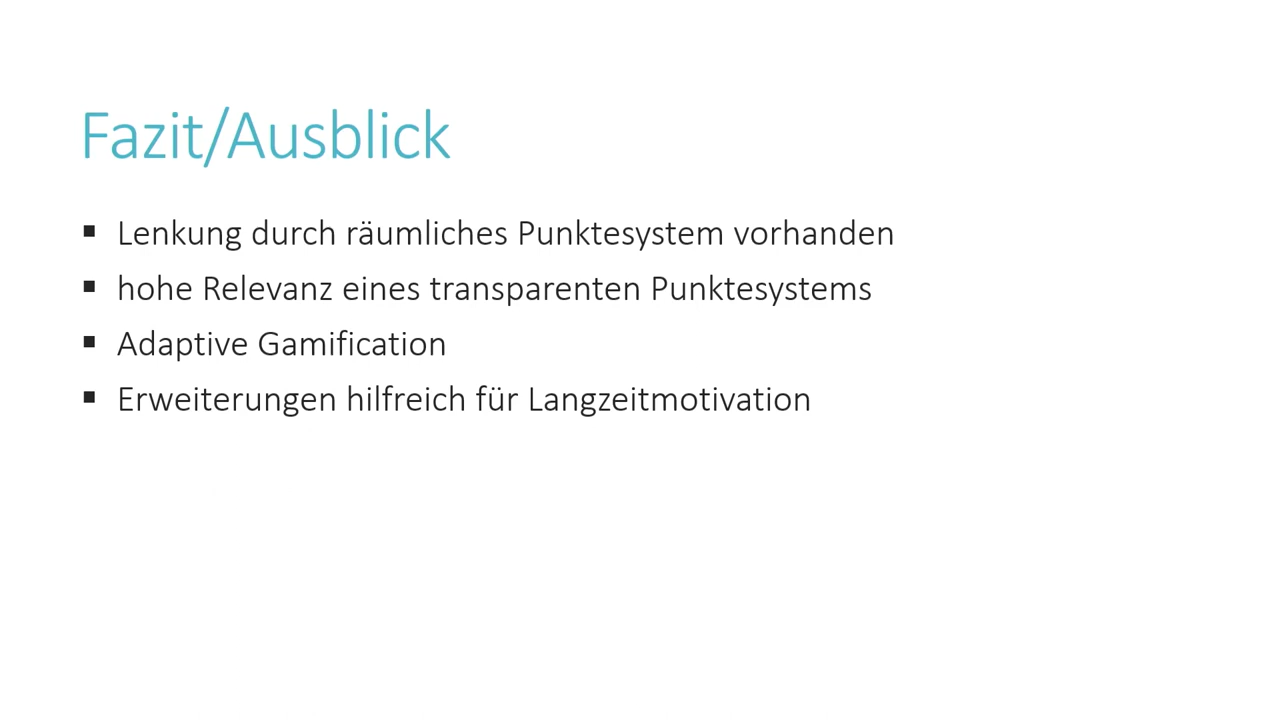 Fazit/Ausblick
▪ Lenkung durch räumliches Punktesystem vorhanden
▪ hohe Relevanz eines transparenten Punktesystems
▪ Adaptive Gamification
▪ Erweiterungen hilfreich für Langzeitmotivation